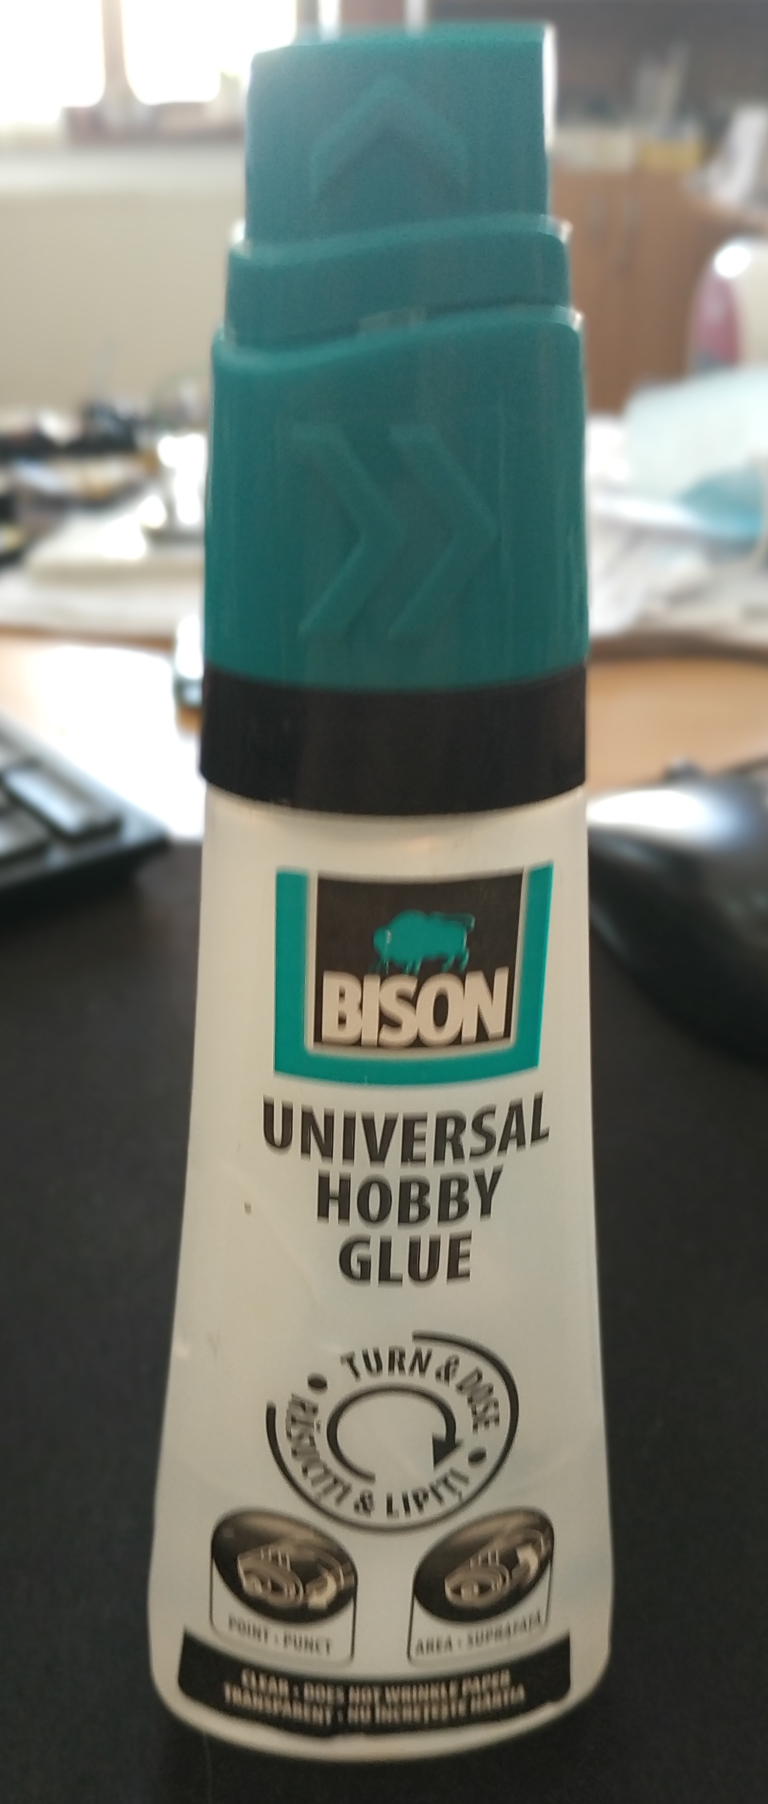 BISON
UNIVERSAL
HOBBY
GLUE
TURN & DOSE
RĂSUCIȚI & LIPIȚI
POINT - PUNCT
AREA - SUPRAFAȚĂ
CLEAR - DOES NOT WRINKLE PAPER
TRANSPARENT - NU ÎNCREȚEȘTE HÂRTIA